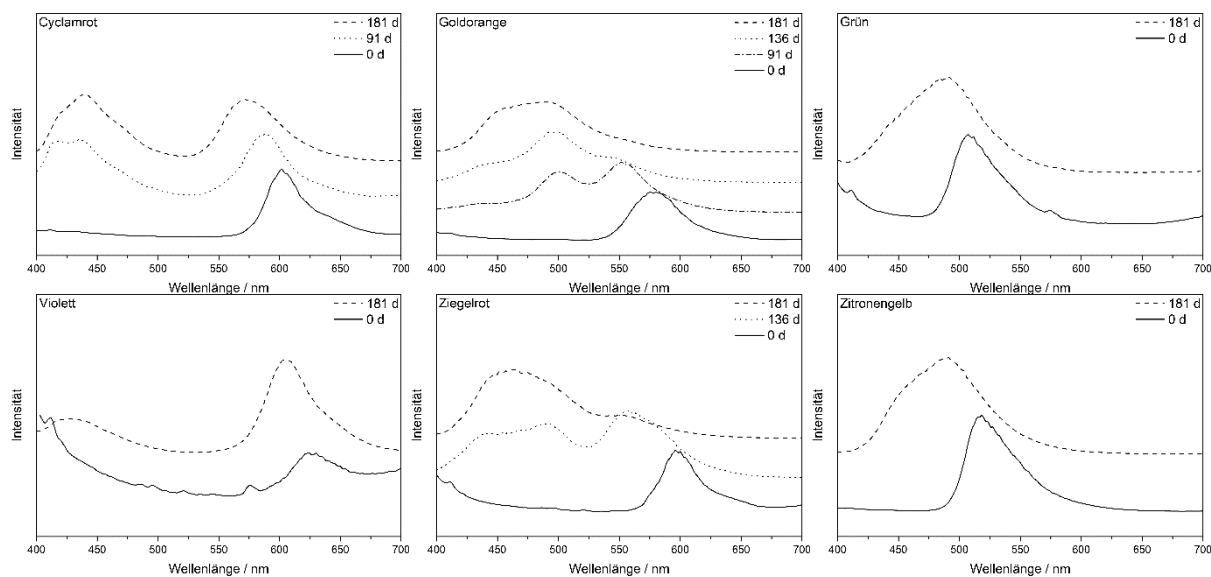 Cyclamrot
181 d
91 d
0 d
Intensität
400 450 500 550 600 650 700
Wellenlänge / nm
Goldorange
181 d
136 d
91 d
0 d
Intensität
400 450 500 550 600 650 700
Wellenlänge / nm
Grün
181 d
0 d
Intensität
400 450 500 550 600 650 700
Wellenlänge / nm
Violett
181 d
0 d
Intensität
400 450 500 550 600 650 700
Wellenlänge / nm
Ziegelrot
181 d
136 d
0 d
Intensität
400 450 500 550 600 650 700
Wellenlänge / nm
Zitronengelb
181 d
0 d
Intensität
400 450 500 550 600 650 700
Wellenlänge / nm